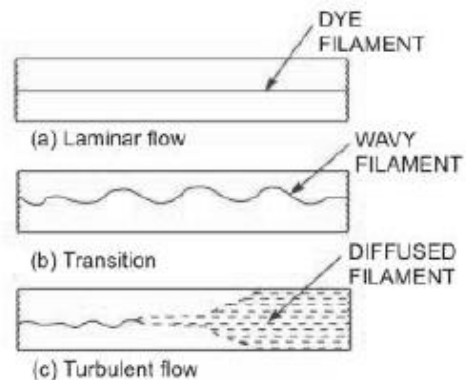 DYE
FILAMENT
(a) Laminar flow
WAVY
FILAMENT
(b) Transition
DIFFUSED
FILAMENT
(c) Turbulent flow